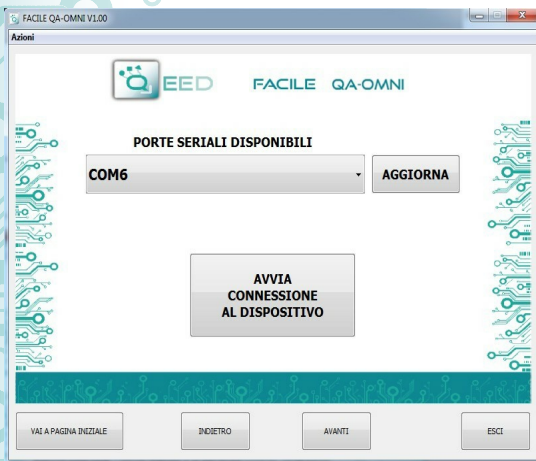 FACILE QA-OMNI V1.00
Azioni
QEED FACILE QA-OMNI
PORTE SERIALI DISPONIBILI
COM6 AGGIORNA
AVVIA
CONNESSIONE
AL DISPOSITIVO
VAI A PAGINA INIZIALE INDIETRO AVANTI ESCI